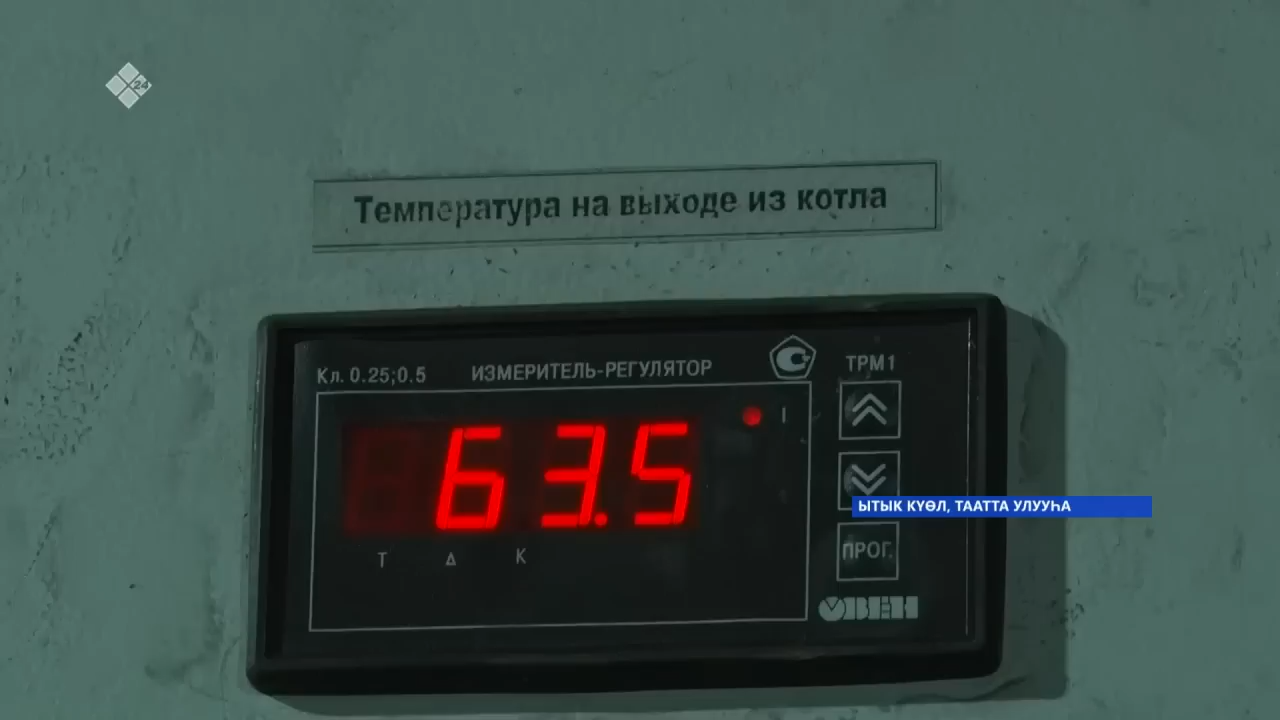 24
Температура на выходе из котла
Кл. 0.25;0.5 ИЗМЕРИТЕЛЬ-РЕГУЛЯТОР ТРМ1
63.5 I
Т Δ К
ЫТЫК КҮӨЛ, ТААТТА УЛУУҺА
ПРОГ.
ОВЕН